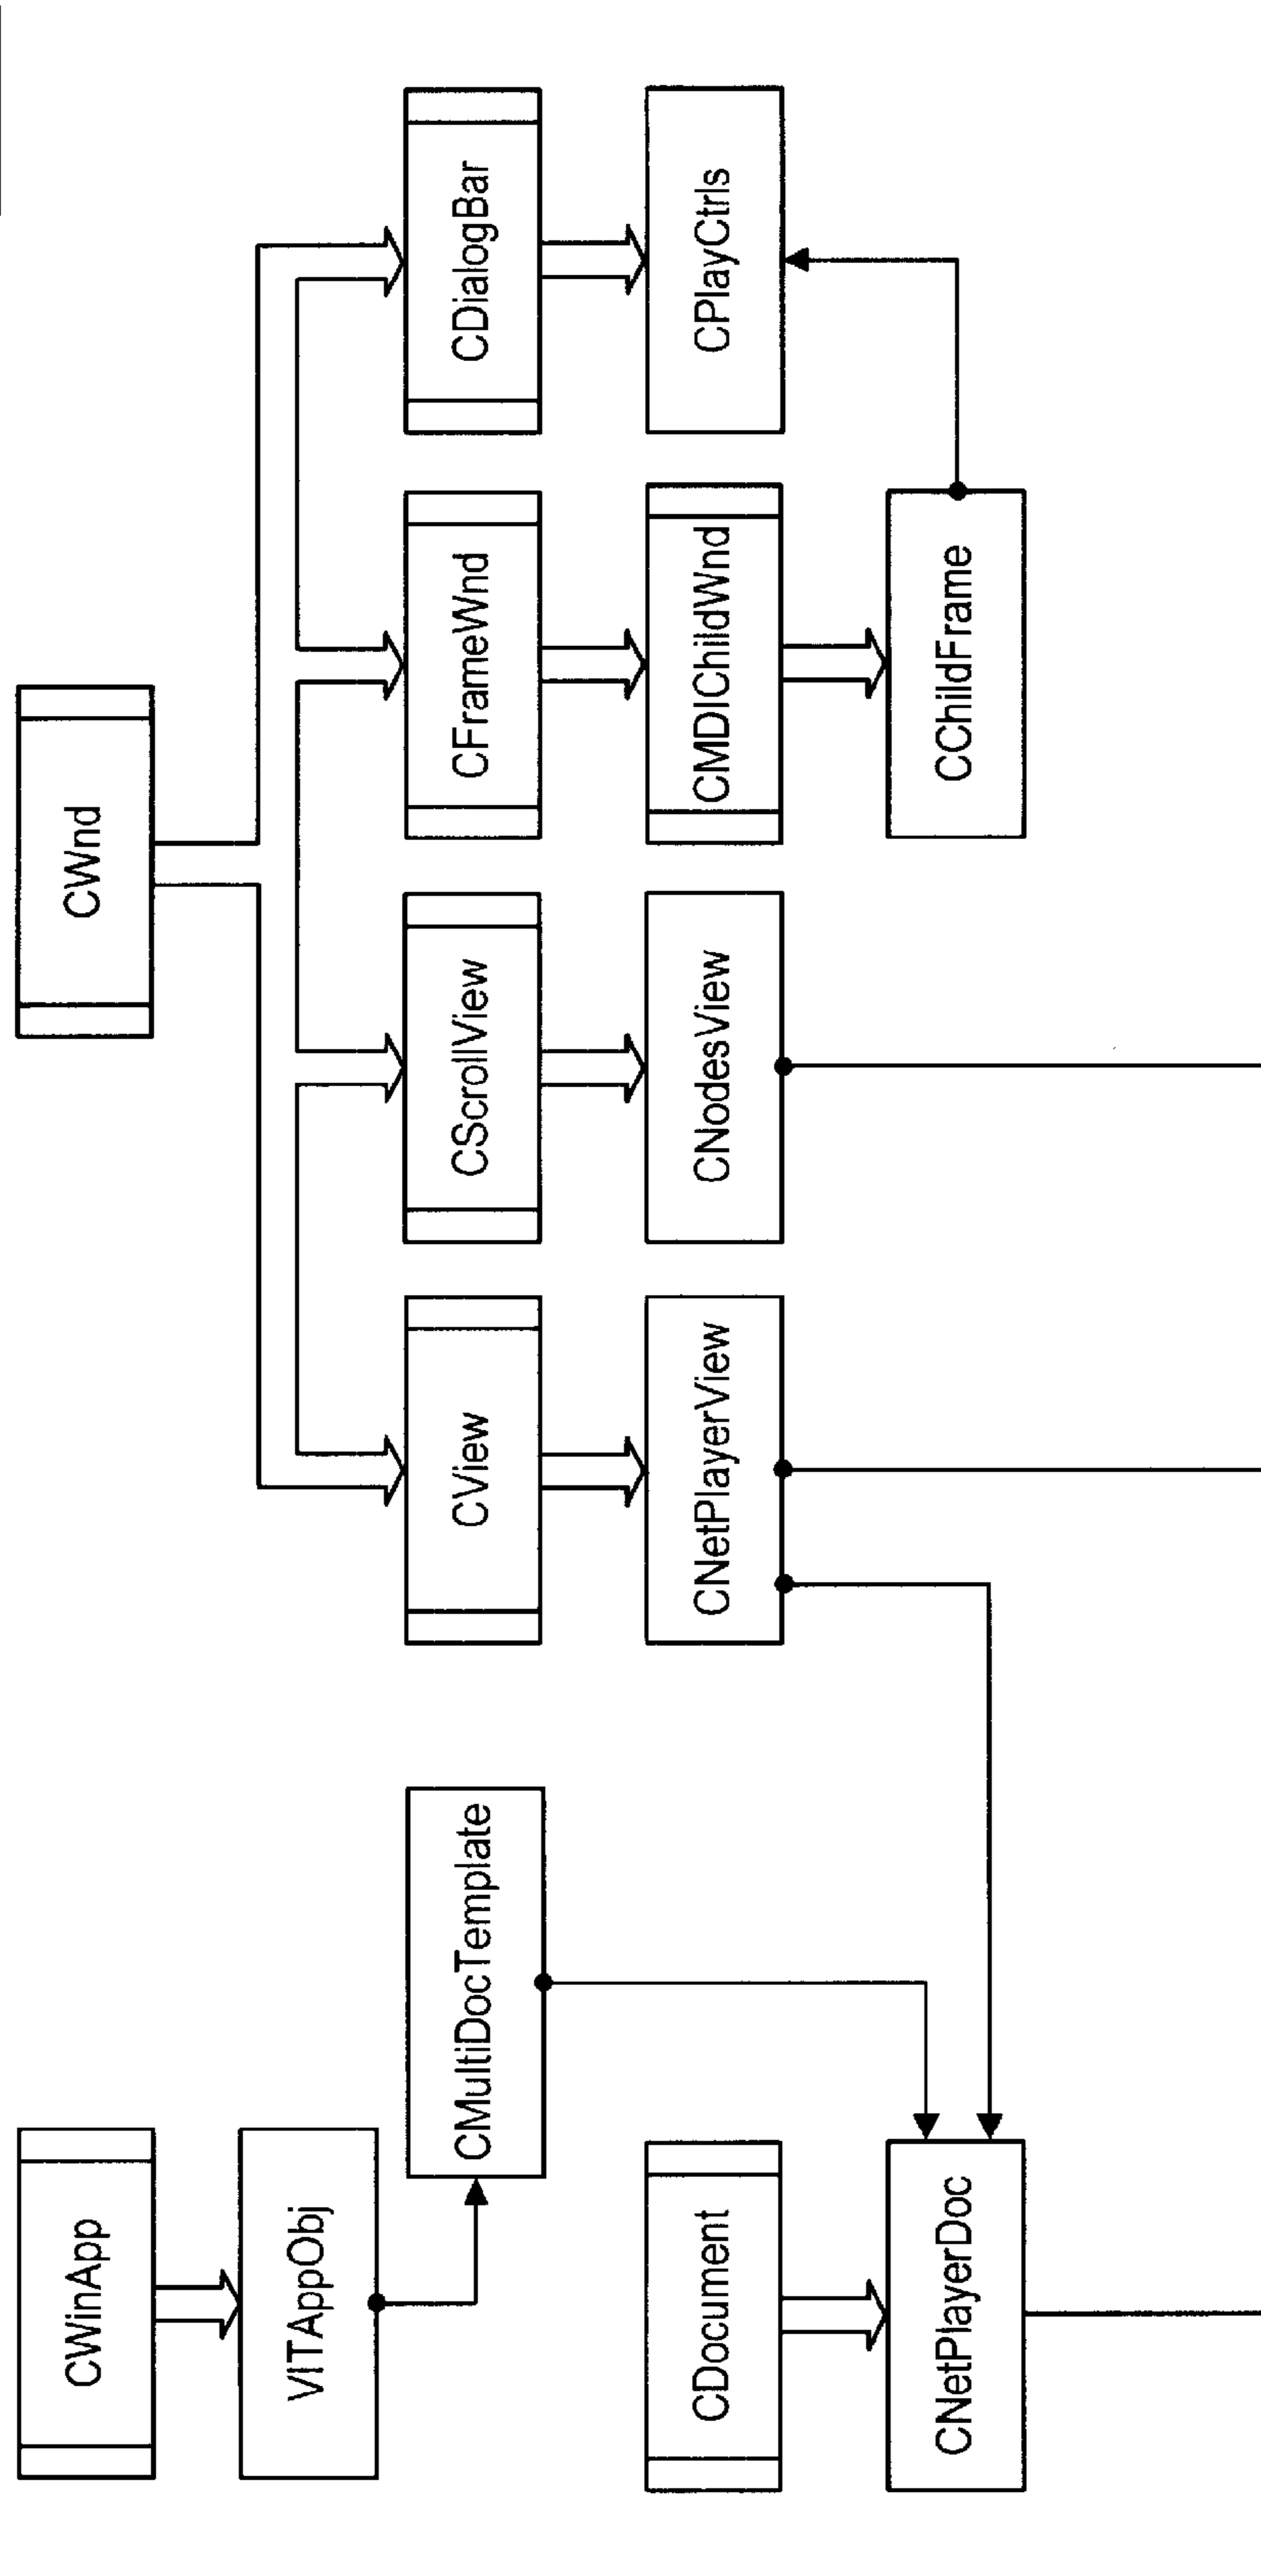 CWinApp
VITAppObj
CMultiDocTemplate
CDocument
CNetPlayerDoc
CWnd
CView
CScrollView
CFrameWnd
CDialogBar
CNetPlayerView
CNodesView
CMDIChildWnd
CPlayCtrls
CChildFrame